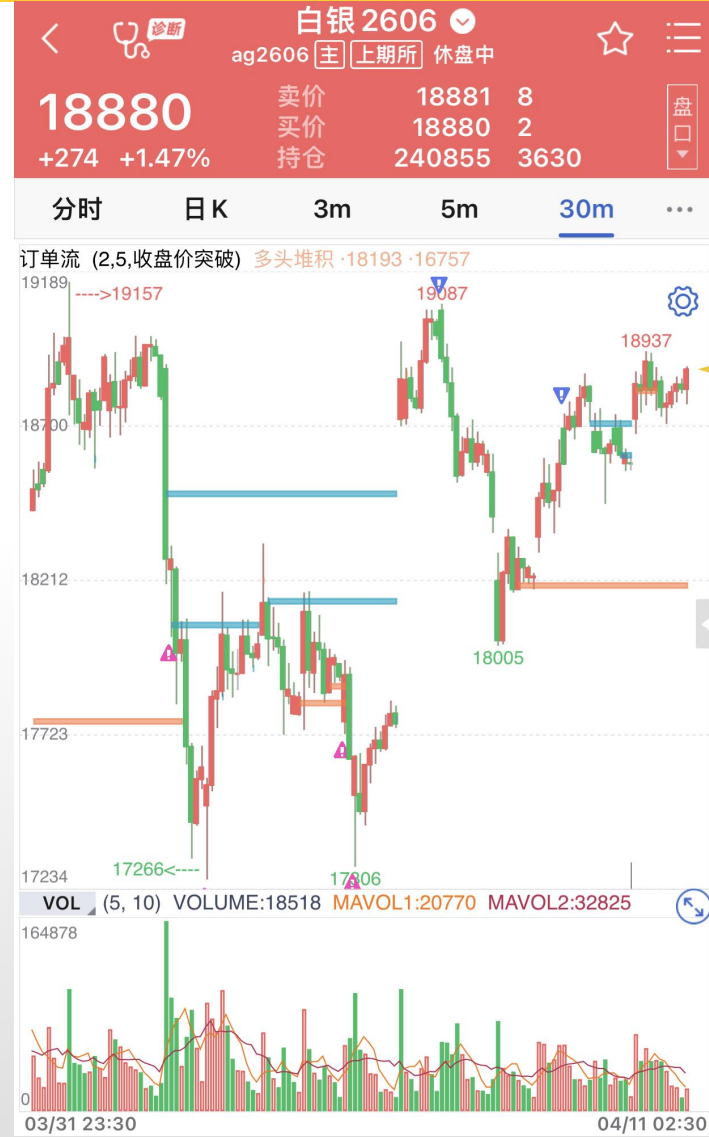 诊断
白银2606
ag2606 主 上期所 休盘中
18880
+274 +1.47%
卖价 18881 8
买价 18880 2
持仓 240855 3630
盘口
分时 日K 3m 5m 30m
订单流 (2,5,收盘价突破) 多头堆积 ·18193 ·16757
19189
---->19157
19087
18937
18700
18212
18005
17723
17266<----
17306
17234
VOL (5, 10) VOLUME:18518 MAVOL1:20770 MAVOL2:32825
164878
0
03/31 23:30 04/11 02:30